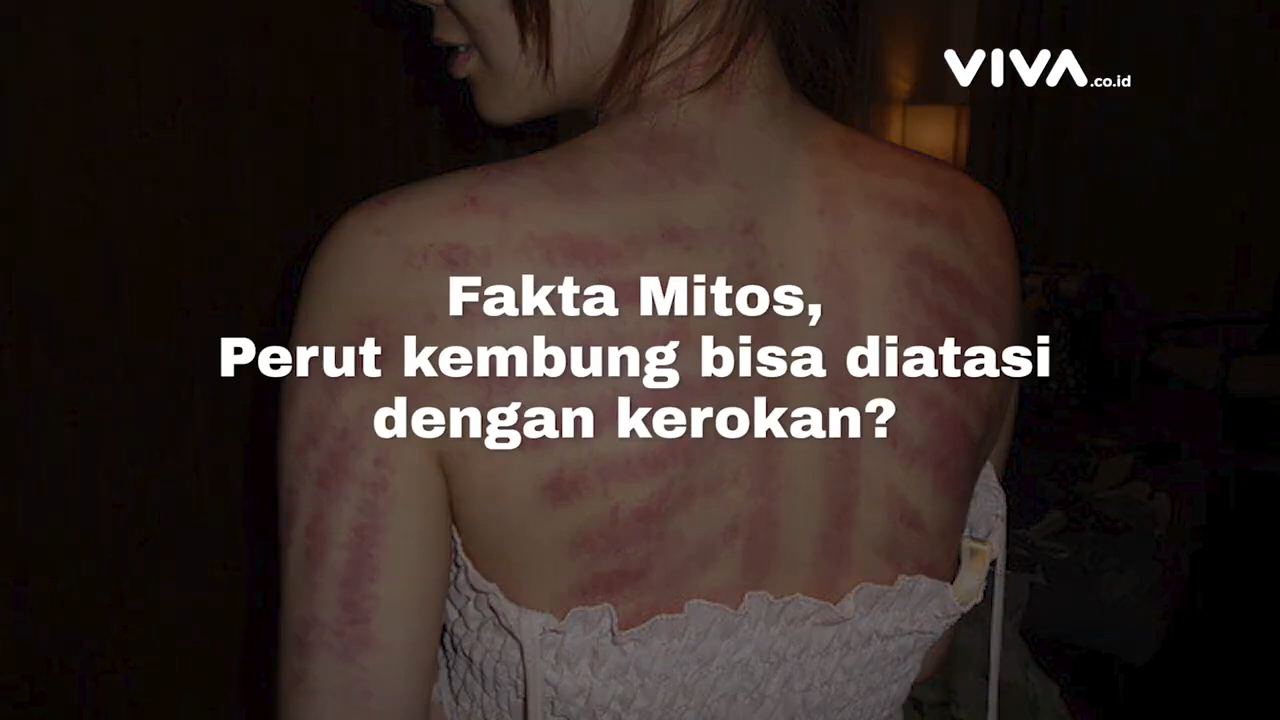 VIVA.co.id
Fakta Mitos,
Perut kembung bisa diatasi
dengan kerokan?